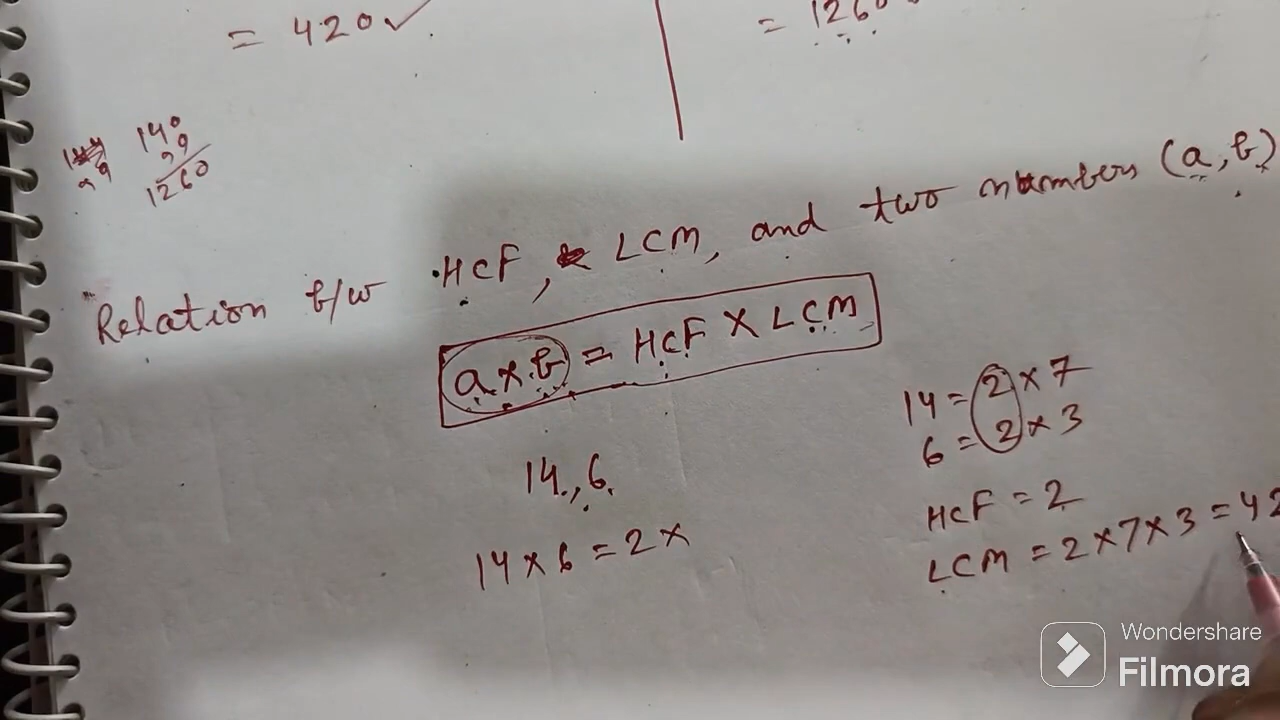 = 420 ✓
= 1260
140
× 9
1260
Relation b/w HCF, LCM, and two numbers (a, b)
a × b = HCF × LCM
14 = 2 × 7
6 = 2 × 3
14, 6
HCF = 2
14 × 6 = 2 ×
LCM = 2 × 7 × 3 = 42
Wondershare
Filmora